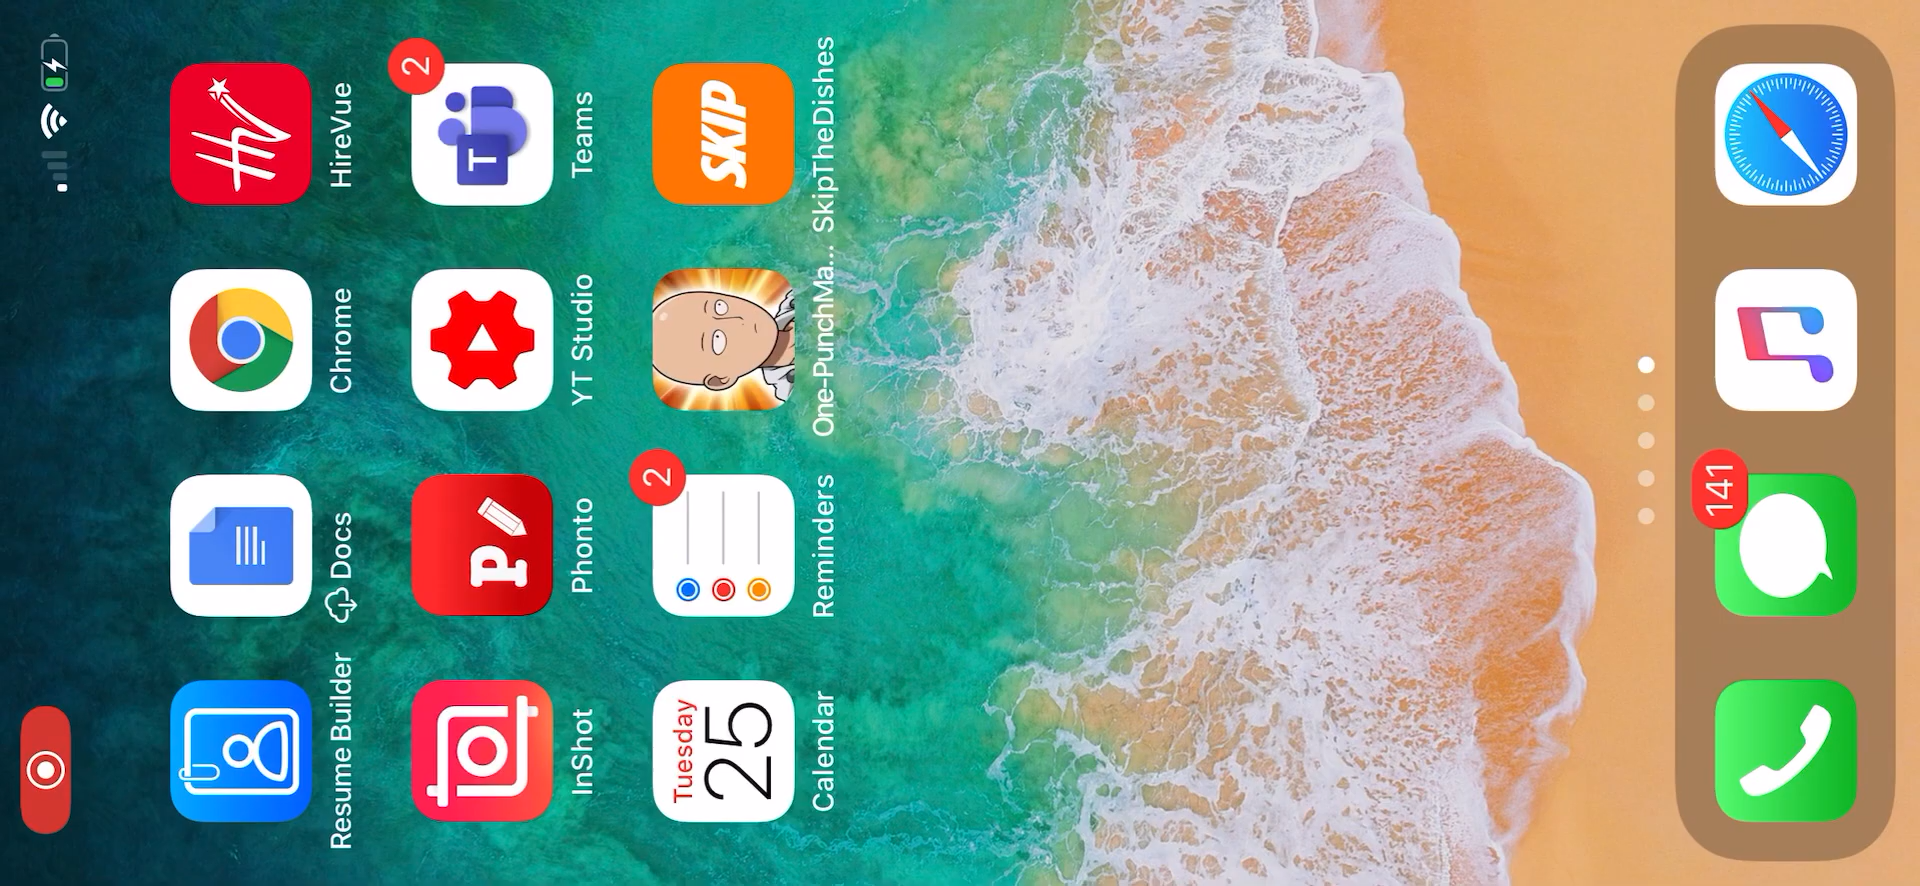 Resume Builder
Docs
Chrome
HireVue
InShot
P
Phonto
YT Studio
2
T
Teams
Tuesday
25
Calendar
2
Reminders
One-PunchMa...
SKIP
SkipTheDishes
141